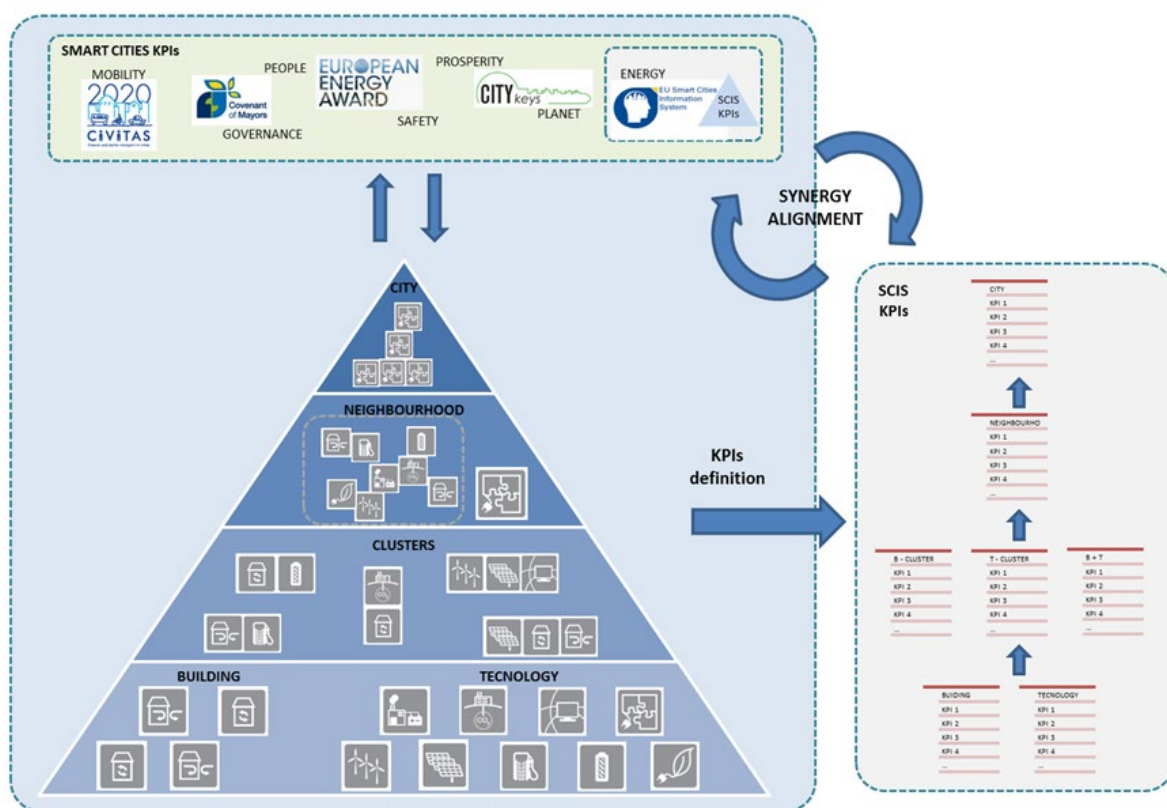 SMART CITIES KPIs
MOBILITY
2020
CiViTAS
Covenant
of Mayors
GOVERNANCE
PEOPLE
EUROPEAN
ENERGY
AWARD
SAFETY
PROSPERITY
CITY keys
PLANET
ENERGY
EU Smart Cities
Information
System
SCIS
KPIs
SYNERGY
ALIGNMENT
CITY
NEIGHBOURHOOD
CLUSTERS
BUILDING
TECNOLOGY
CO2
KPIs
definition
SCIS
KPIs
CITY
KPI 1
KPI 2
KPI 3
KPI 4
...
NEIGHBOURHO
KPI 1
KPI 2
KPI 3
KPI 4
...
B - CLUSTER
KPI 1
KPI 2
KPI 3
KPI 4
...
T - CLUSTER
KPI 1
KPI 2
KPI 3
KPI 4
...
B + T
KPI 1
KPI 2
KPI 3
KPI 4
...
BUIDING
KPI 1
KPI 2
KPI 3
KPI 4
...
TECNOLOGY
KPI 1
KPI 2
KPI 3
KPI 4
...